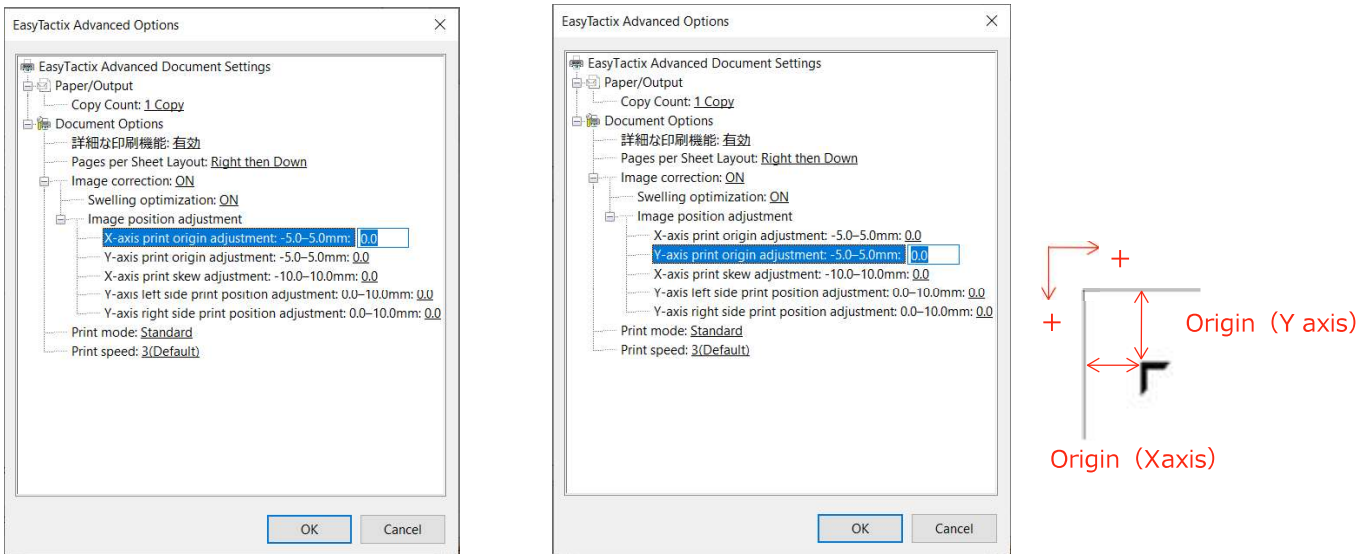 EasyTactix Advanced Options
EasyTactix Advanced Document Settings
Paper/Output
Copy Count: 1 Copy
Document Options
詳細な印刷機能: 有効
Pages per Sheet Layout: Right then Down
Image correction: ON
Swelling optimization: ON
Image position adjustment
X-axis print origin adjustment: -5.0–5.0mm: 0.0
Y-axis print origin adjustment: -5.0–5.0mm: 0.0
X-axis print skew adjustment: -10.0–10.0mm: 0.0
Y-axis left side print position adjustment: 0.0–10.0mm: 0.0
Y-axis right side print position adjustment: 0.0–10.0mm: 0.0
Print mode: Standard
Print speed: 3(Default)
OK
Cancel
EasyTactix Advanced Options
EasyTactix Advanced Document Settings
Paper/Output
Copy Count: 1 Copy
Document Options
詳細な印刷機能: 有効
Pages per Sheet Layout: Right then Down
Image correction: ON
Swelling optimization: ON
Image position adjustment
X-axis print origin adjustment: -5.0–5.0mm: 0.0
Y-axis print origin adjustment: -5.0–5.0mm: 0.0
X-axis print skew adjustment: -10.0–10.0mm: 0.0
Y-axis left side print position adjustment: 0.0–10.0mm: 0.0
Y-axis right side print position adjustment: 0.0–10.0mm: 0.0
Print mode: Standard
Print speed: 3(Default)
OK
Cancel
+
+
Origin（Y axis）
Origin（Xaxis）